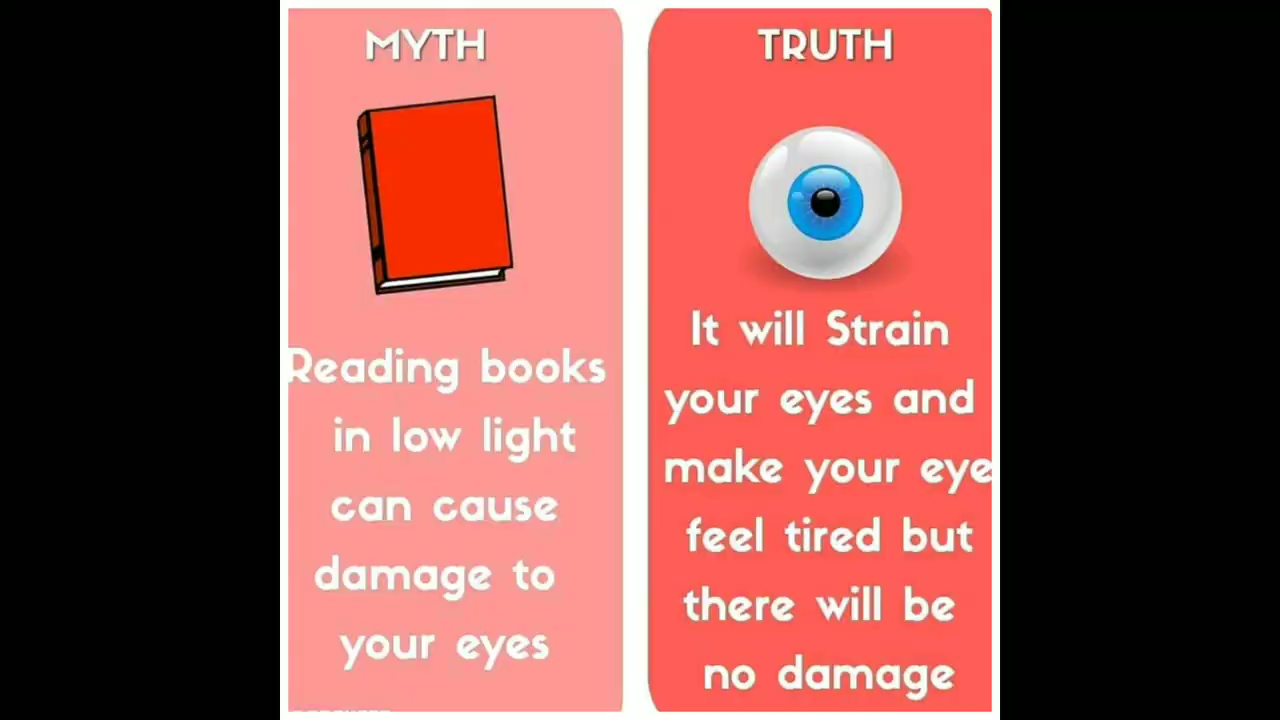 MYTH
Reading books
in low light
can cause
damage to
your eyes
TRUTH
It will Strain
your eyes and
make your eye
feel tired but
there will be
no damage